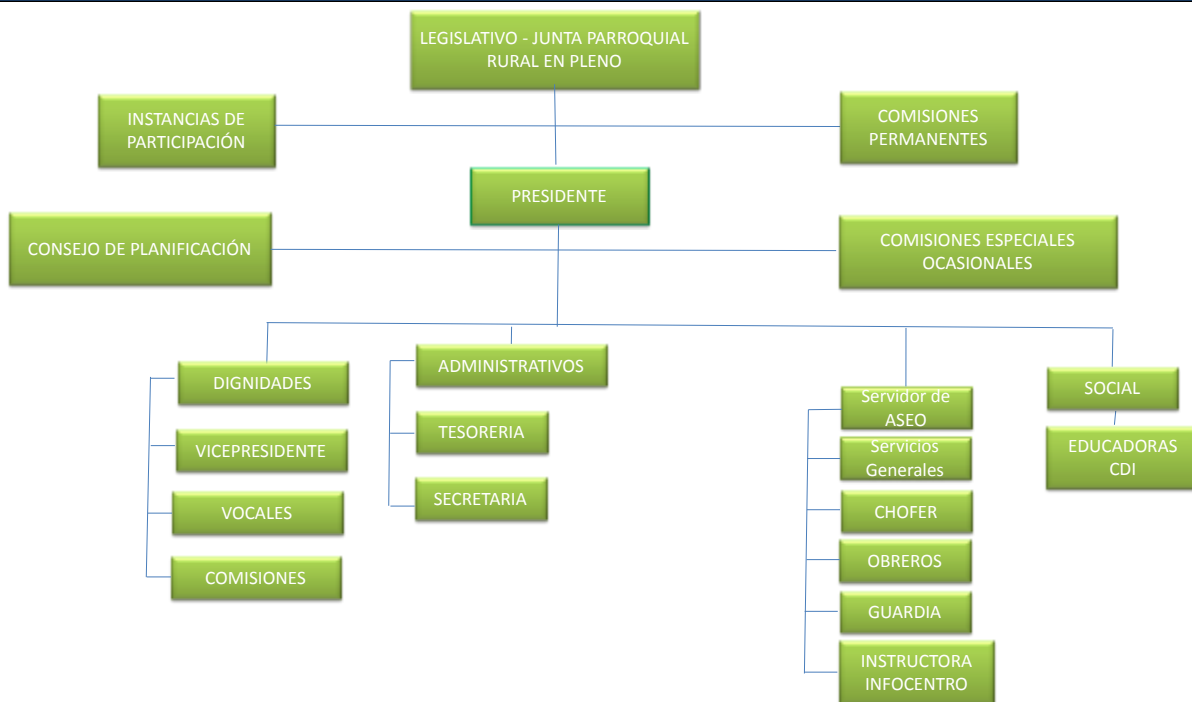 LEGISLATIVO - JUNTA PARROQUIAL
RURAL EN PLENO
INSTANCIAS DE
PARTICIPACIÓN
COMISIONES
PERMANENTES
PRESIDENTE
CONSEJO DE PLANIFICACIÓN
COMISIONES ESPECIALES
OCASIONALES
DIGNIDADES
VICEPRESIDENTE
VOCALES
COMISIONES
ADMINISTRATIVOS
TESORERIA
SECRETARIA
Servidor de
ASEO
Servicios
Generales
CHOFER
OBREROS
GUARDIA
INSTRUCTORA
INFOCENTRO
SOCIAL
EDUCADORAS
CDI